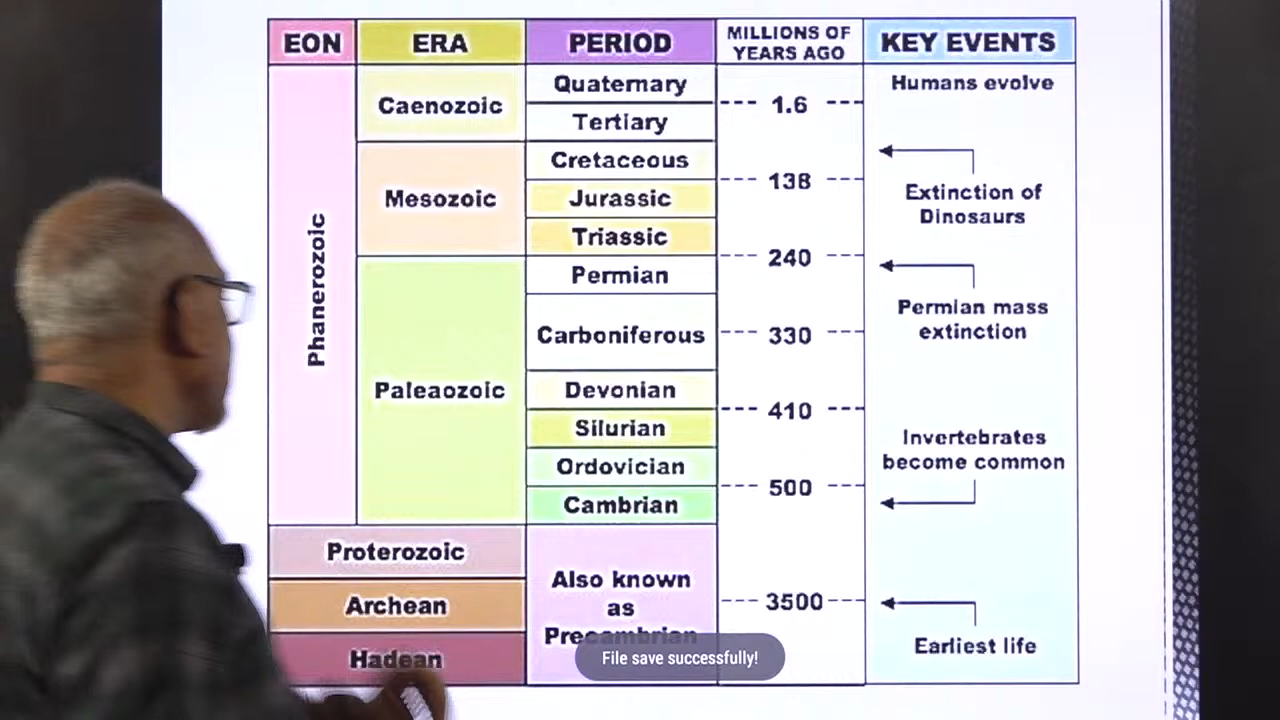 EON
ERA
PERIOD
MILLIONS OF
YEARS AGO
KEY EVENTS
Phanerozoic
Caenozoic
Quaternary
1.6
Humans evolve
Tertiary
Mesozoic
Cretaceous
138
Extinction of
Dinosaurs
Jurassic
Triassic
240
Paleaozoic
Permian
Permian mass
extinction
Carboniferous
330
Devonian
410
Silurian
Invertebrates
become common
Ordovician
500
Cambrian
Proterozoic
Also known
as
Precambrian
Archean
3500
Earliest life
Hadean
File save successfully!